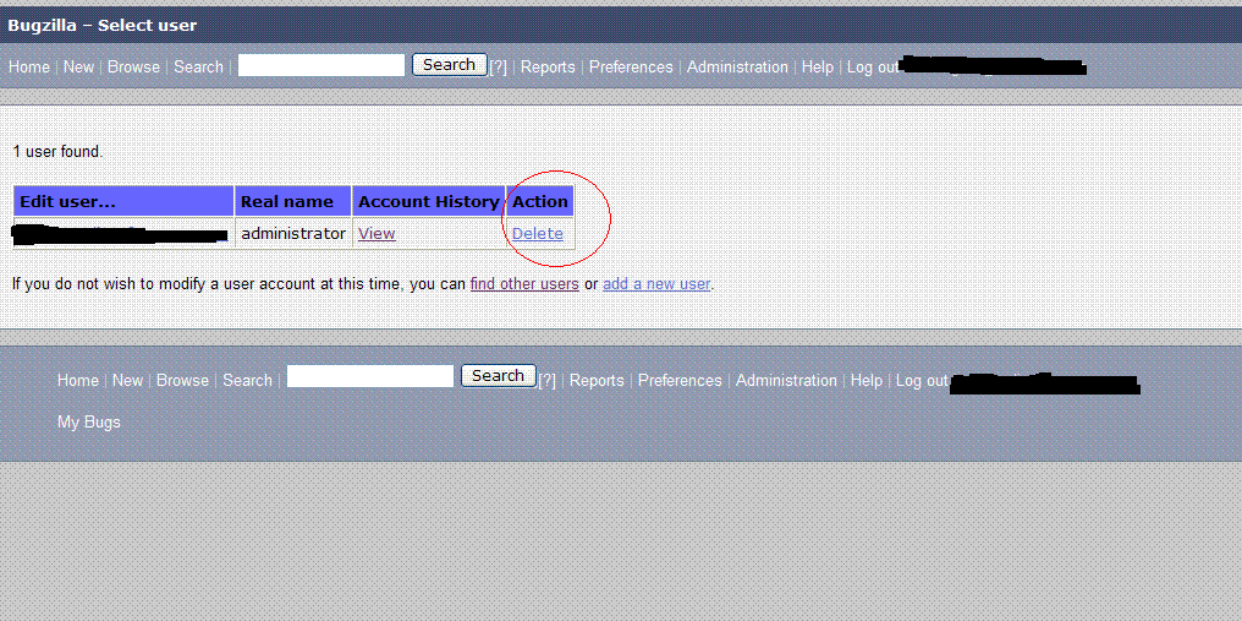 Bugzilla – Select user
Home | New | Browse | Search | Search [?] | Reports | Preferences | Administration | Help | Log out
1 user found.
Edit user... Real name Account History Action
administrator View Delete
If you do not wish to modify a user account at this time, you can find other users or add a new user.
Home | New | Browse | Search | Search [?] | Reports | Preferences | Administration | Help | Log out
My Bugs